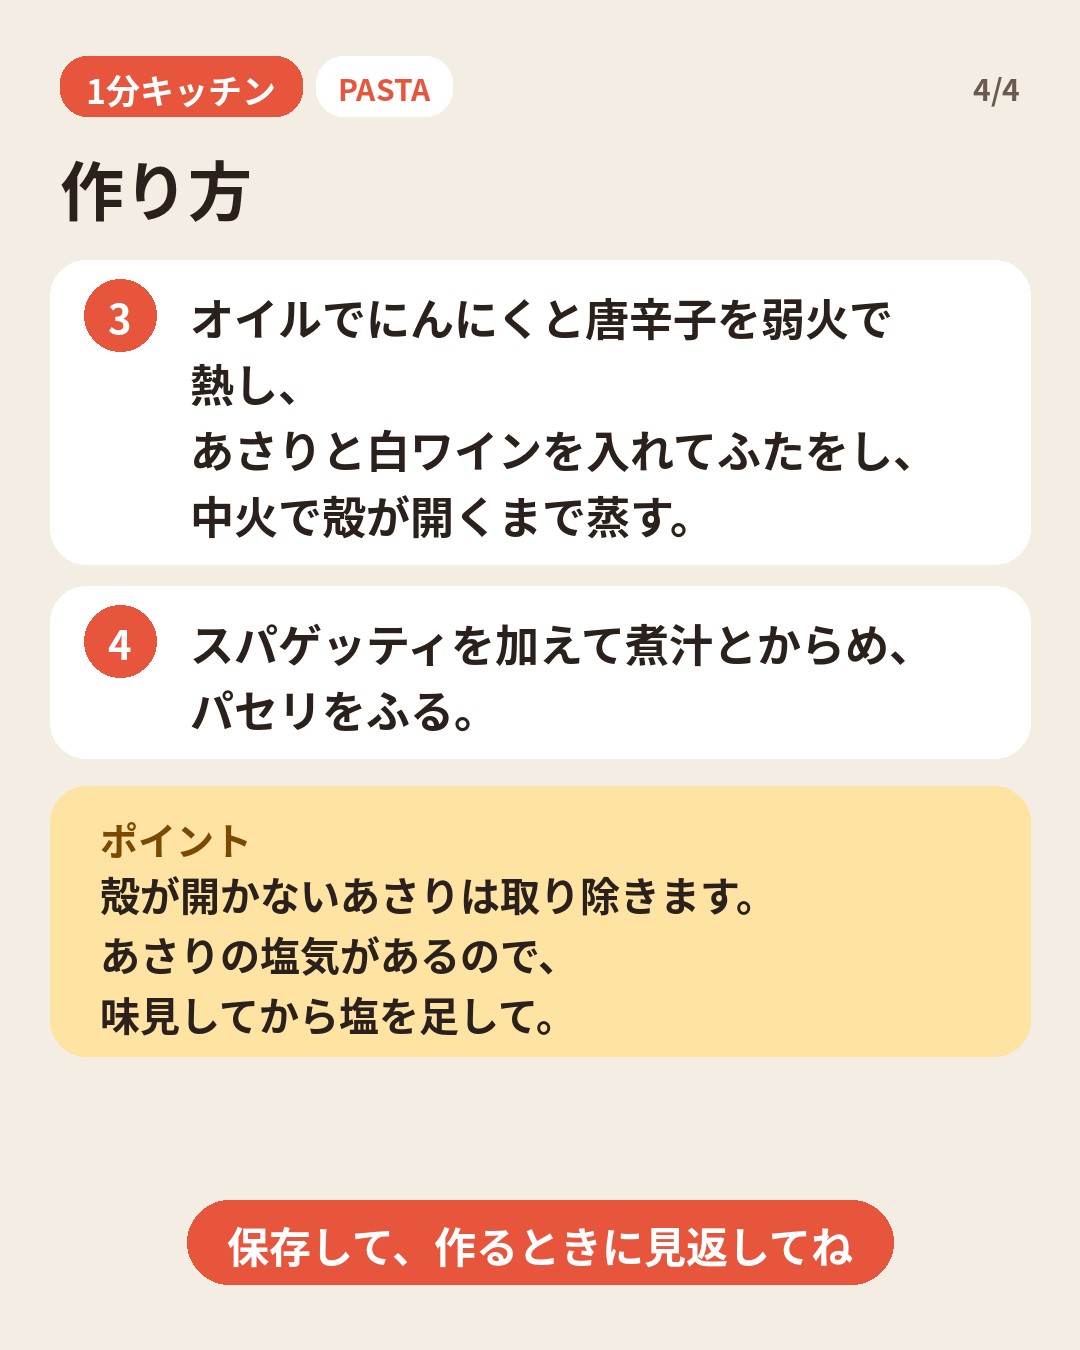 1分キッチン PASTA 4/4
作り方
3 オイルでにんにくと唐辛子を弱火で
熱し、
あさりと白ワインを入れてふたをし、
中火で殻が開くまで蒸す。
4 スパゲッティを加えて煮汁とからめ、
パセリをふる。
ポイント
殻が開かないあさりは取り除きます。
あさりの塩気があるので、
味見してから塩を足して。
保存して、作るときに見返してね